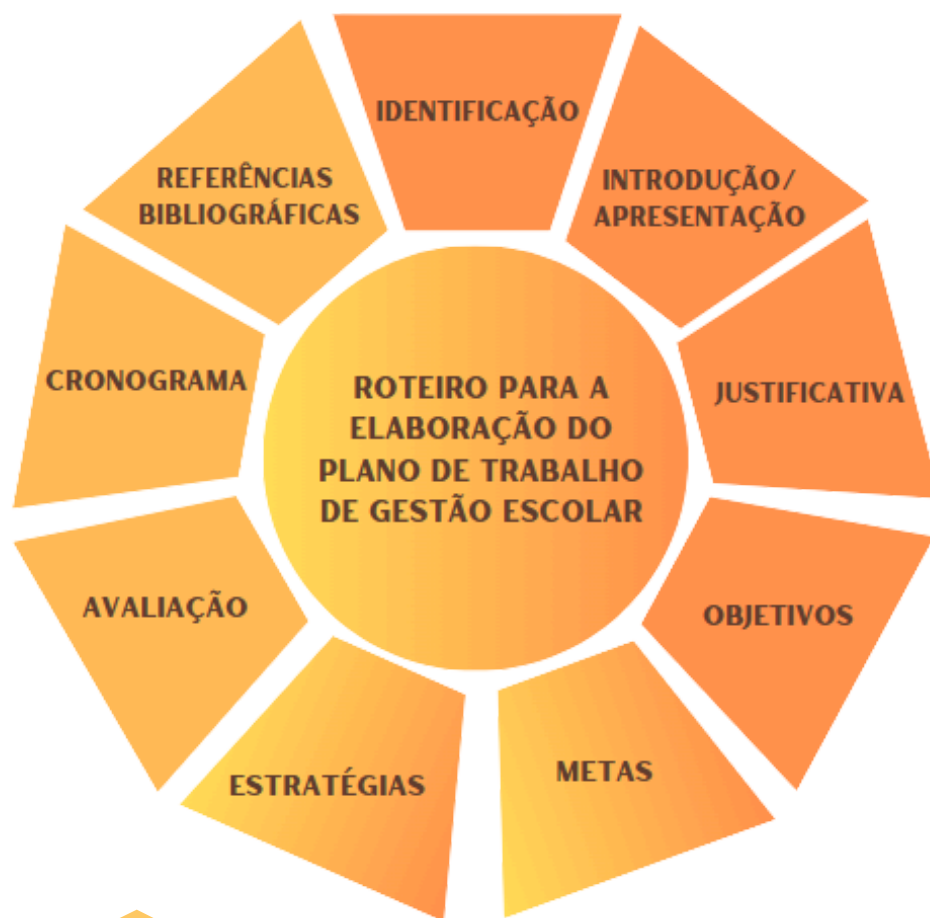 IDENTIFICAÇÃO
INTRODUÇÃO/
APRESENTAÇÃO
JUSTIFICATIVA
OBJETIVOS
METAS
ESTRATÉGIAS
AVALIAÇÃO
CRONOGRAMA
REFERÊNCIAS
BIBLIOGRÁFICAS
ROTEIRO PARA A
ELABORAÇÃO DO
PLANO DE TRABALHO
DE GESTÃO ESCOLAR